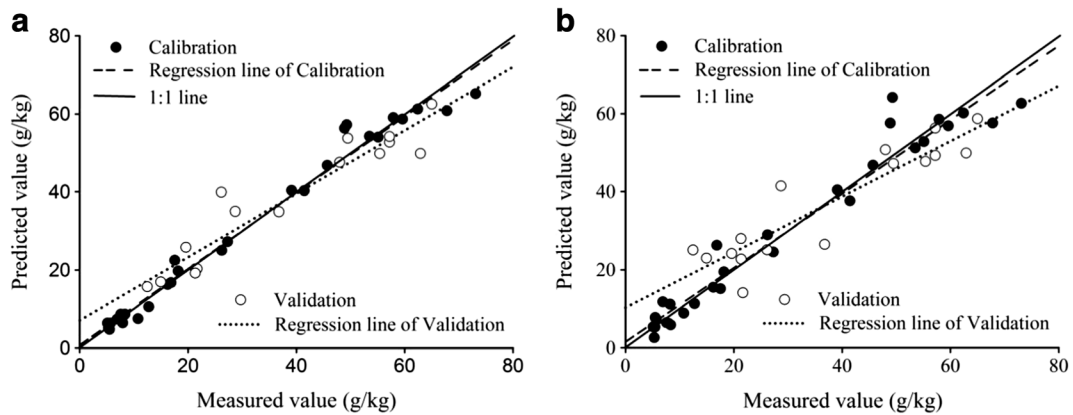 a
80
60
40
20
0
Predicted value (g/kg)
Calibration
Regression line of Calibration
1:1 line
Validation
Regression line of Validation
0 20 40 60 80
Measured value (g/kg)
b
80
60
40
20
0
Predicted value (g/kg)
Calibration
Regression line of Calibration
1:1 line
Validation
Regression line of Validation
0 20 40 60 80
Measured value (g/kg)